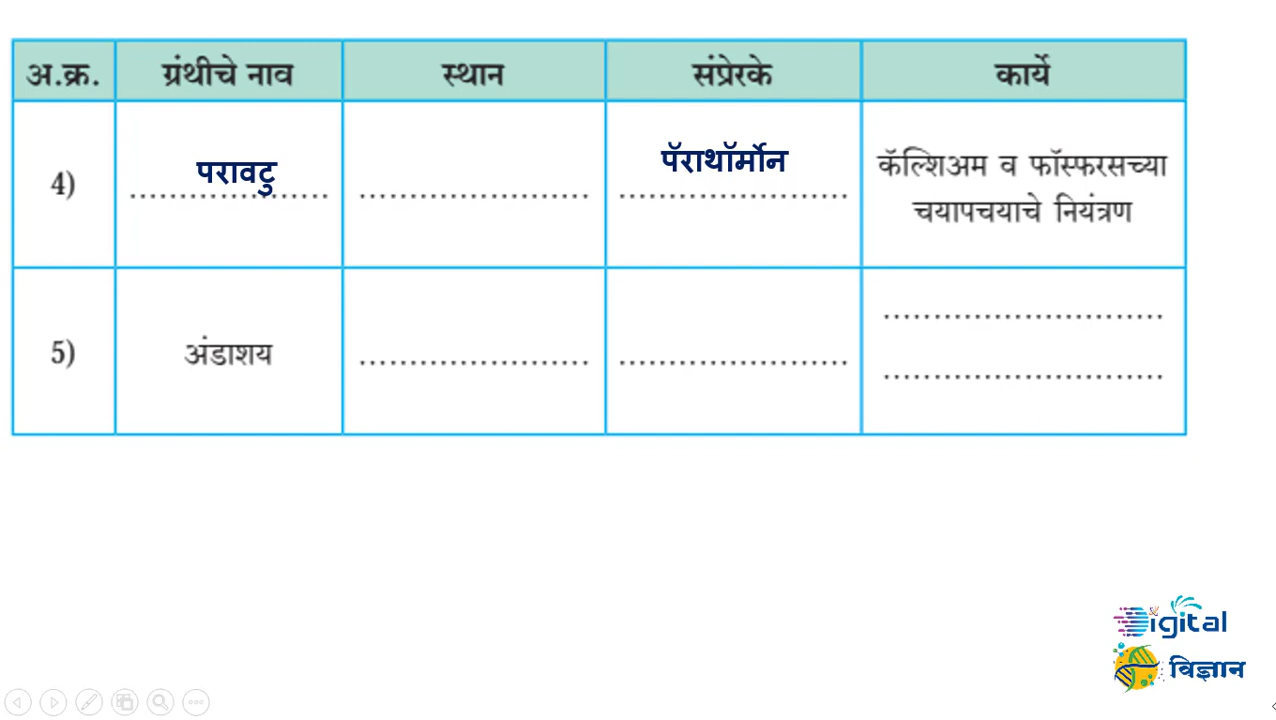 अ.क्र. ग्रंथीचे नाव स्थान संप्रेरके कार्ये
4) परावटु ........................ ........................ पॅराथॉर्मोन ........................ कॅल्शिअम व फॉस्फरसच्या
चयापचयाचे नियंत्रण
5) अंडाशय ........................ ........................ ............................
............................
Digital
विज्ञान